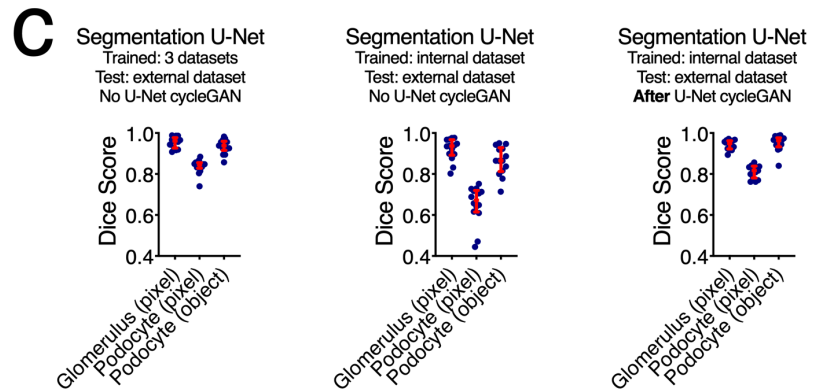 C
Segmentation U-Net
Trained: 3 datasets
Test: external dataset
No U-Net cycleGAN
Dice Score
1.0
0.8
0.6
0.4
Glomerulus (pixel)
Podocyte (pixel)
Podocyte (object)
Segmentation U-Net
Trained: internal dataset
Test: external dataset
No U-Net cycleGAN
Dice Score
1.0
0.8
0.6
0.4
Glomerulus (pixel)
Podocyte (pixel)
Podocyte (object)
Segmentation U-Net
Trained: internal dataset
Test: external dataset
After U-Net cycleGAN
Dice Score
1.0
0.8
0.6
0.4
Glomerulus (pixel)
Podocyte (pixel)
Podocyte (object)